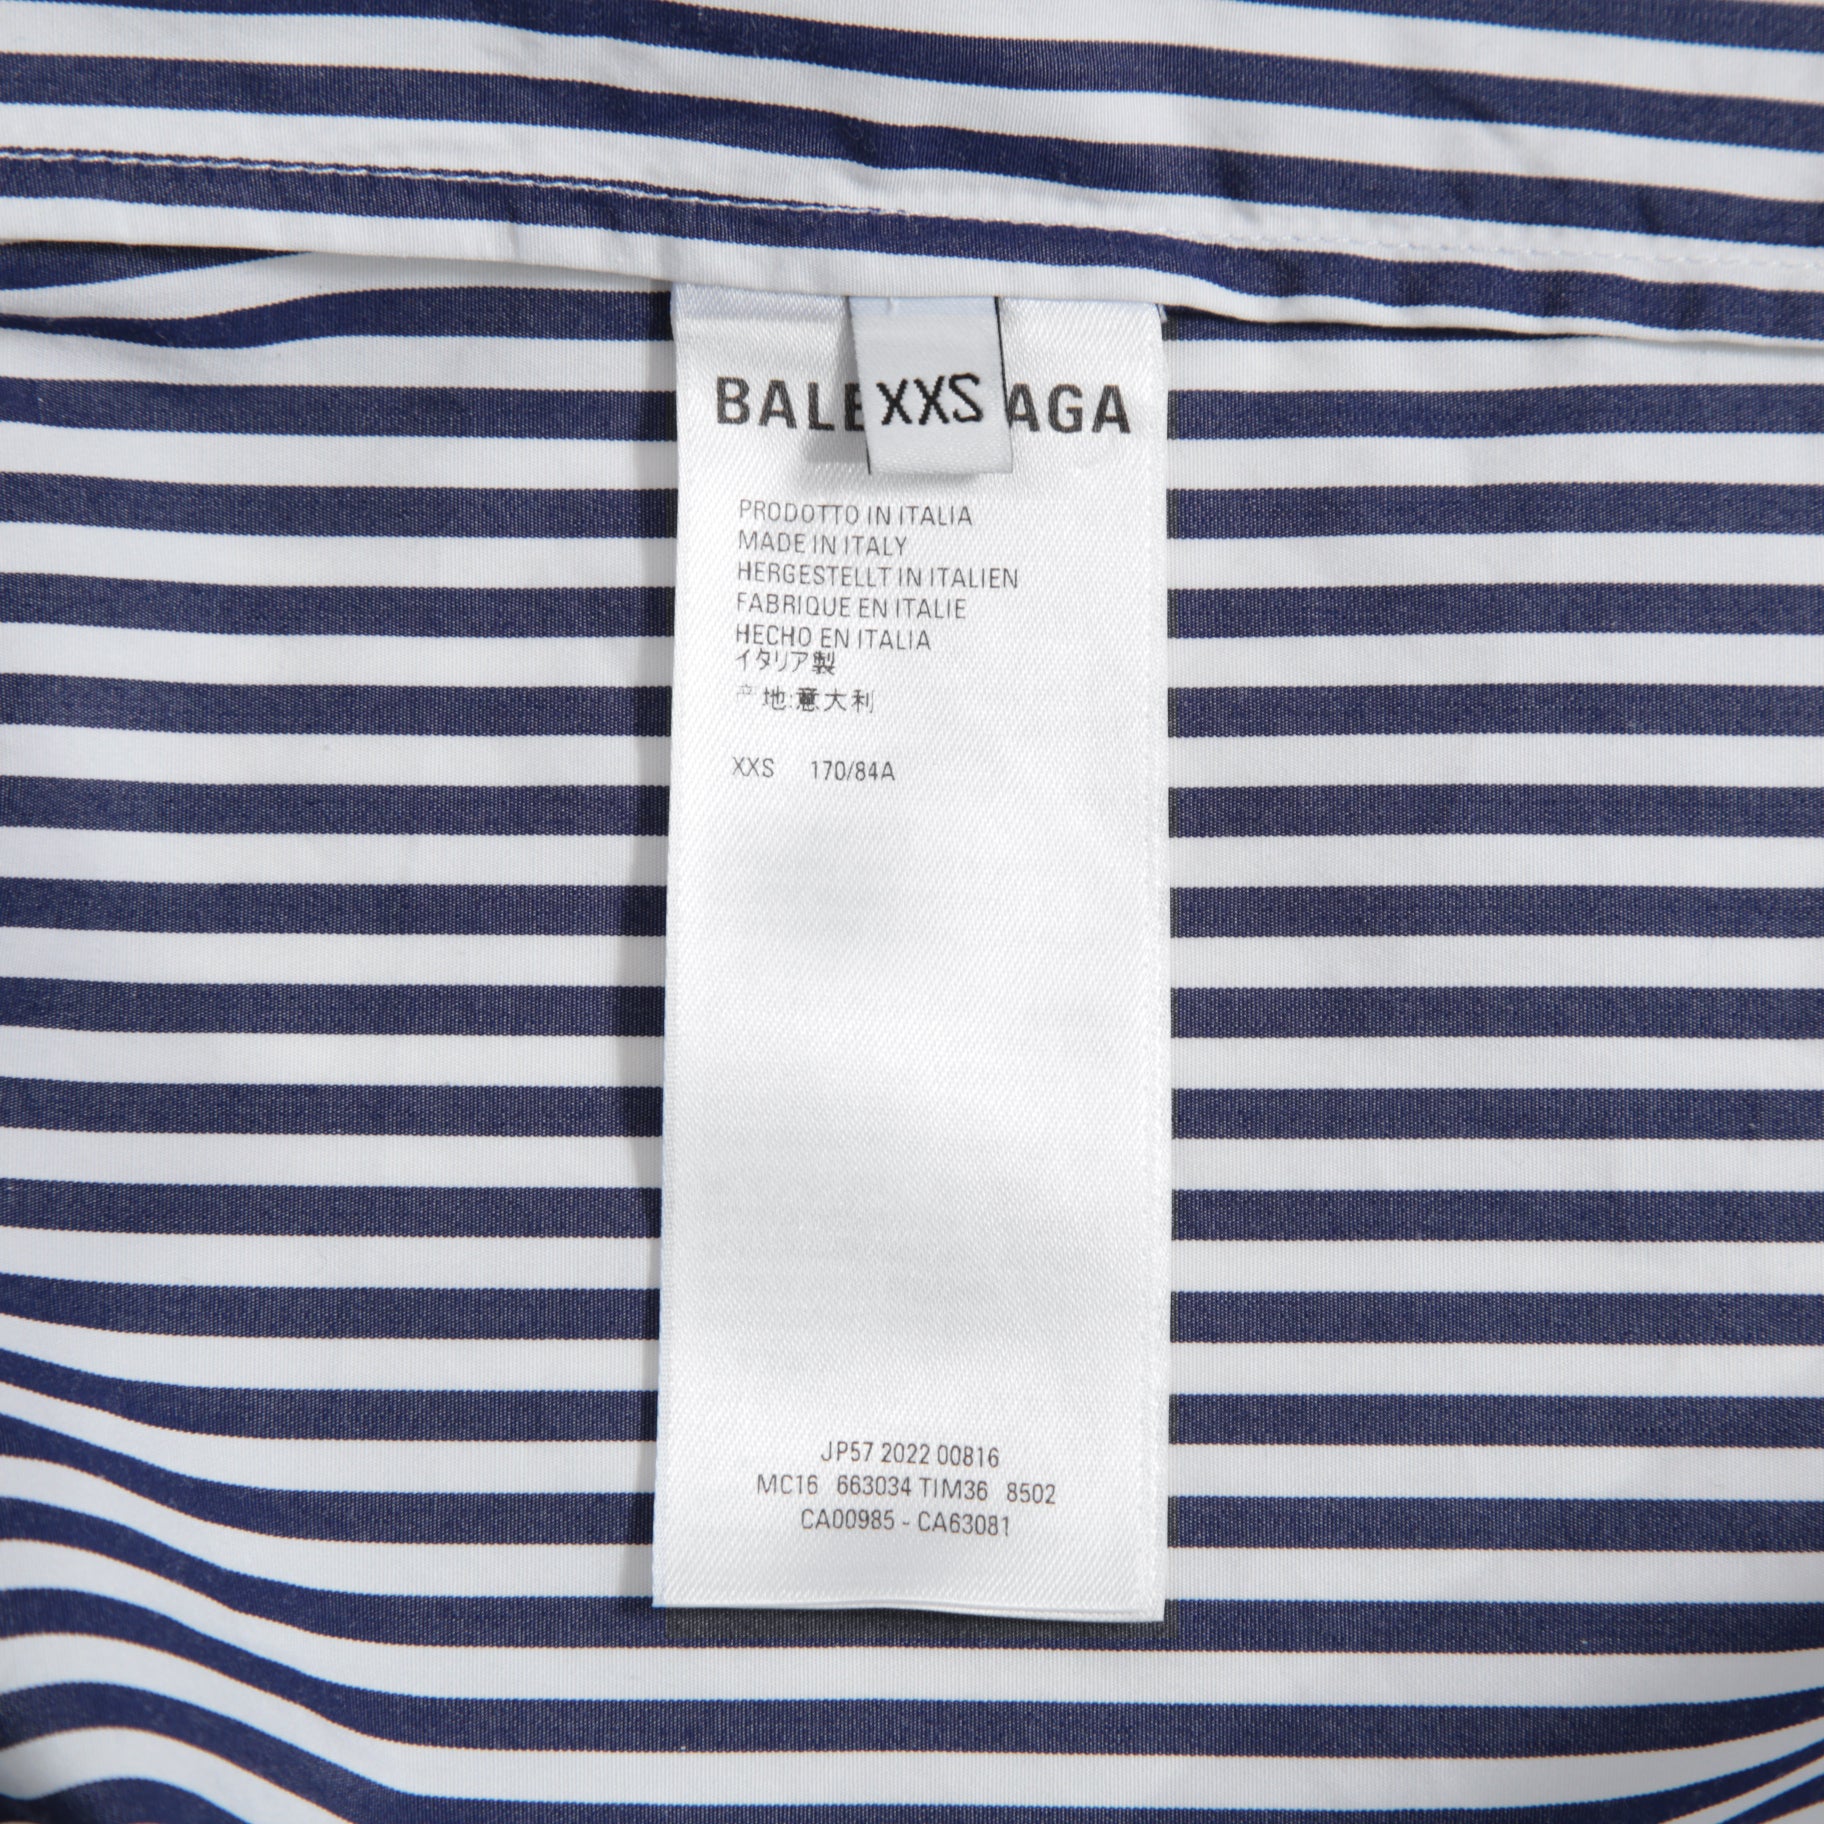 XXS
PRODOTTO IN ITALIA
MADE IN ITALY
HERGESTELLT IN ITALIEN
FABRIQUE EN ITALIE
HECHO EN ITALIA
イタリア製
产地:意大利
XXS 170/84A
JP57 2022 00816
MC16 663034 TIM36 8502
CA00985 - CA63081